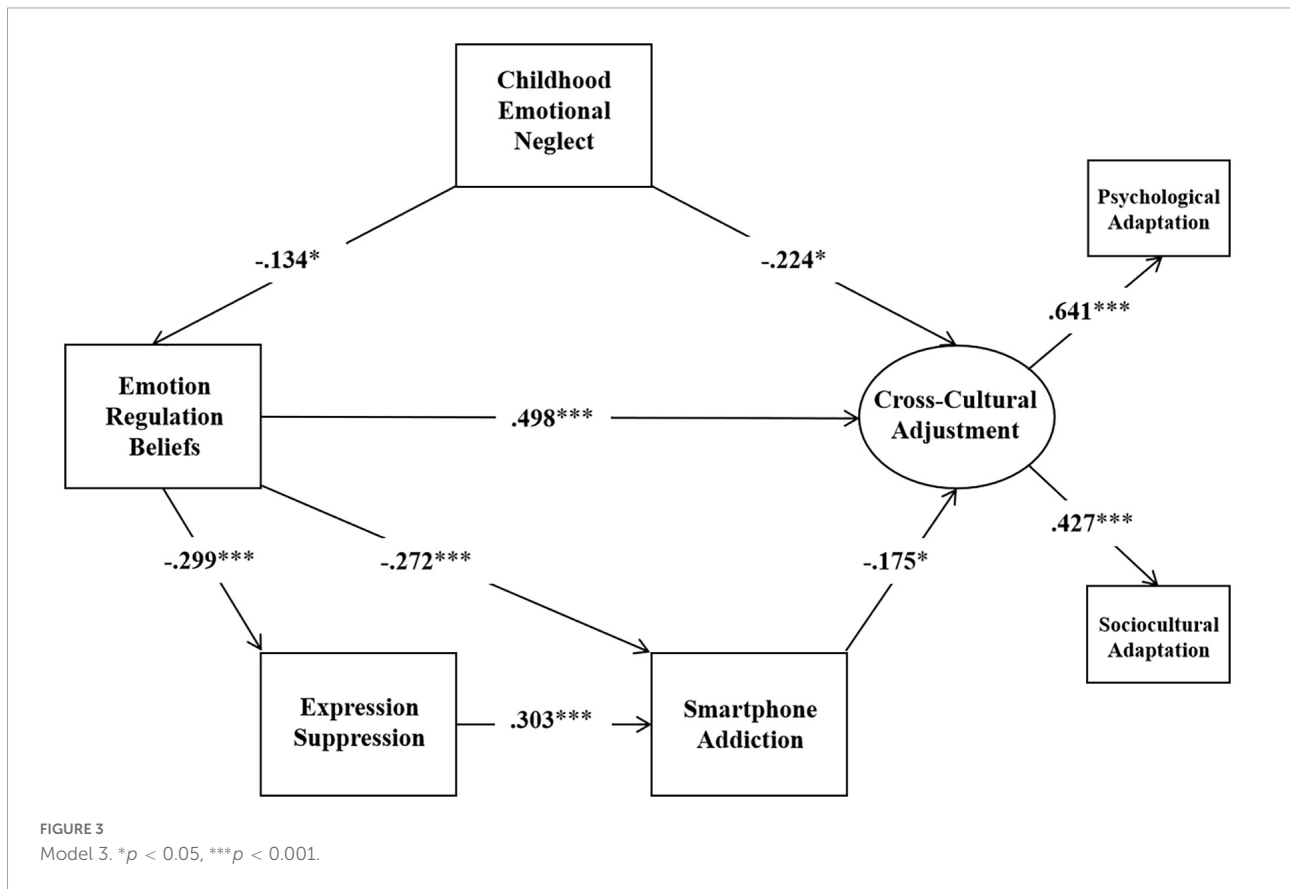 Childhood
Emotional
Neglect
Psychological
Adaptation
-.134*
-.224*
.641***
Emotion
Regulation
Beliefs
.498***
Cross-Cultural
Adjustment
-.299***
-.272***
-.175*
.427***
Expression
Suppression
.303***
Smartphone
Addiction
Sociocultural
Adaptation
FIGURE 3
Model 3. *p < 0.05, ***p < 0.001.